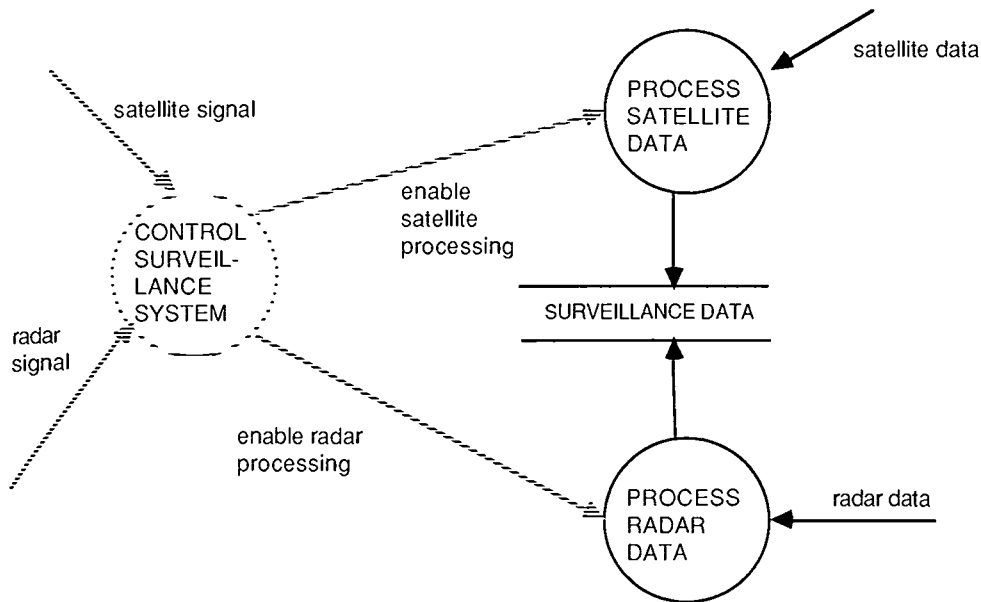 satellite data
PROCESS
SATELLITE
DATA
satellite signal
enable
satellite
processing
CONTROL
SURVEIL-
LANCE
SYSTEM
SURVEILLANCE DATA
radar
signal
enable radar
processing
PROCESS
RADAR
DATA
radar data